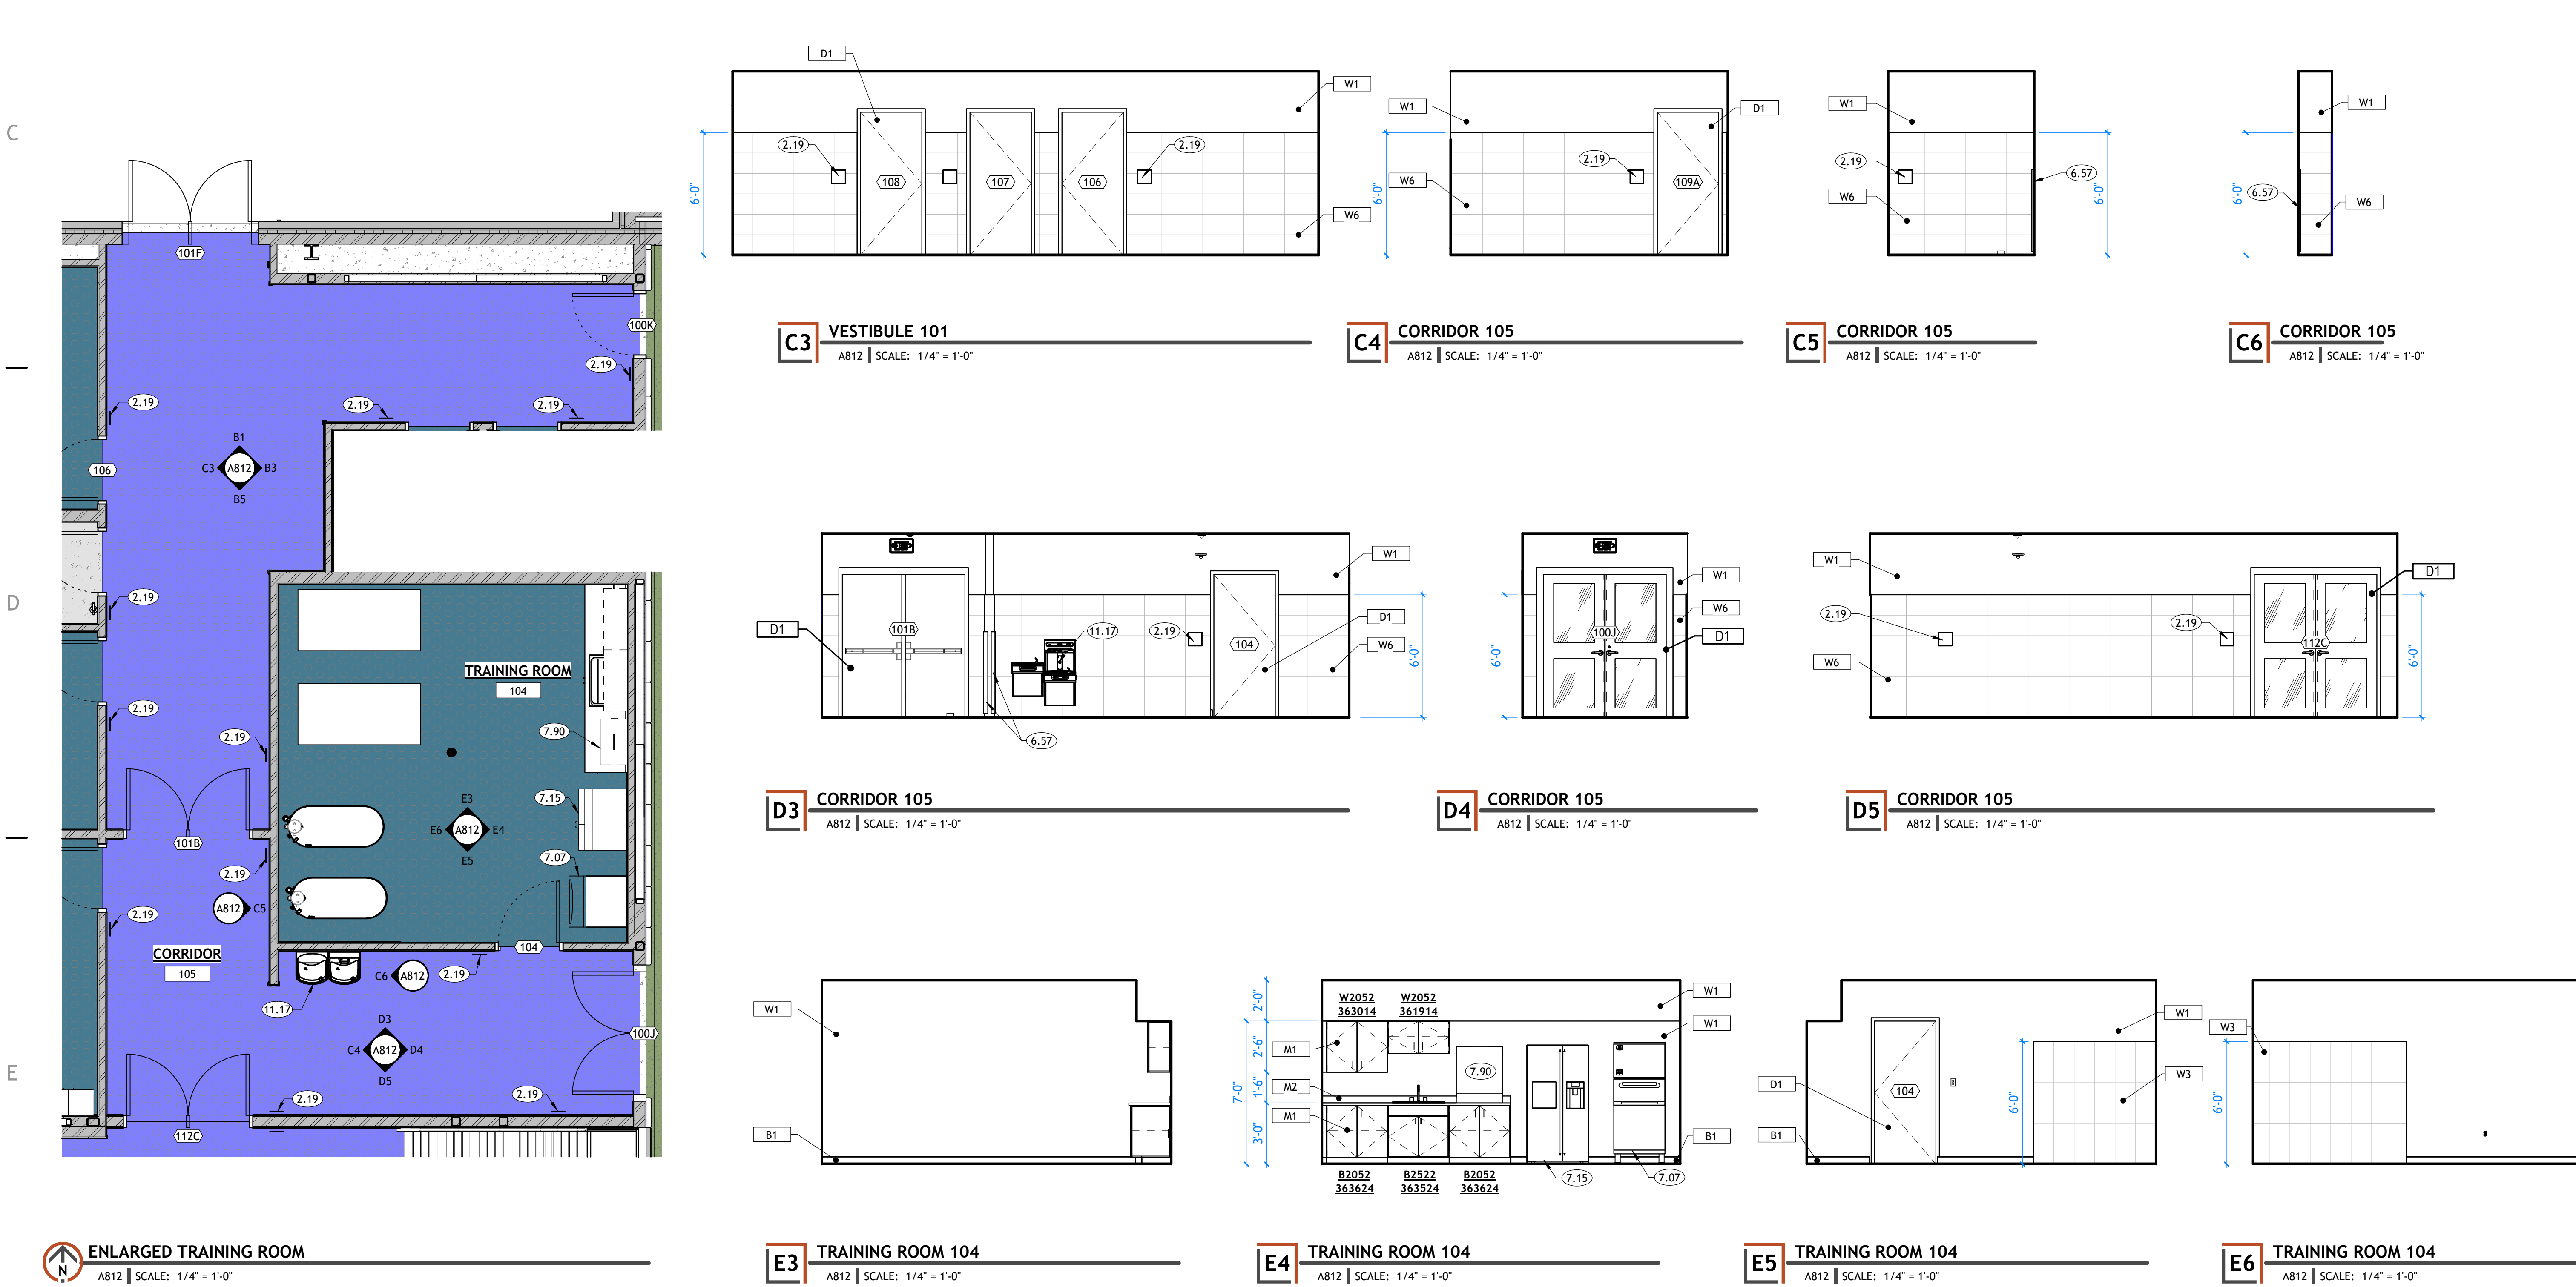 C
D
E
101F
100K
2.19
2.19
2.19
2.19
B1
C3 A812 B3
B5
106
2.19
TRAINING ROOM
104
2.19
2.19
7.90
7.15
E3
E6 A812 E4
E5
101B
7.07
2.19
A812 C5
2.19
104
CORRIDOR
105
C6 A812
2.19
11.17
D3
C4 A812 D4
D5
100J
2.19
2.19
112C
N
ENLARGED TRAINING ROOM
A812 SCALE: 1/4" = 1'-0"
D1
W1
2.19
2.19
108
107
106
6'-0"
W6
C3
VESTIBULE 101
A812 SCALE: 1/4" = 1'-0"
W1
D1
2.19
W6
109A
6'-0"
C4
CORRIDOR 105
A812 SCALE: 1/4" = 1'-0"
W1
2.19
6.57
W6
6'-0"
C5
CORRIDOR 105
A812 SCALE: 1/4" = 1'-0"
W1
6.57
W6
6'-0"
C6
CORRIDOR 105
A812 SCALE: 1/4" = 1'-0"
EXIT
W1
D1
101B
11.17
2.19
104
D1
W6
6'-0"
6.57
D3
CORRIDOR 105
A812 SCALE: 1/4" = 1'-0"
EXIT
W1
W6
100J
D1
6'-0"
D4
CORRIDOR 105
A812 SCALE: 1/4" = 1'-0"
W1
D1
2.19
2.19
112C
W6
6'-0"
D5
CORRIDOR 105
A812 SCALE: 1/4" = 1'-0"
W1
B1
E3
TRAINING ROOM 104
A812 SCALE: 1/4" = 1'-0"
2'-0"
W2052
363014
W2052
361914
W1
W1
2'-6"
M1
7.90
7'-0"
1'-6"
M2
M1
3'-0"
B1
B2052
363624
B2522
363524
B2052
363624
7.15
7.07
E4
TRAINING ROOM 104
A812 SCALE: 1/4" = 1'-0"
W1
D1
104
W3
6'-0"
B1
E5
TRAINING ROOM 104
A812 SCALE: 1/4" = 1'-0"
W3
6'-0"
E6
TRAINING ROOM 104
A812 SCALE: 1/4" = 1'-0"